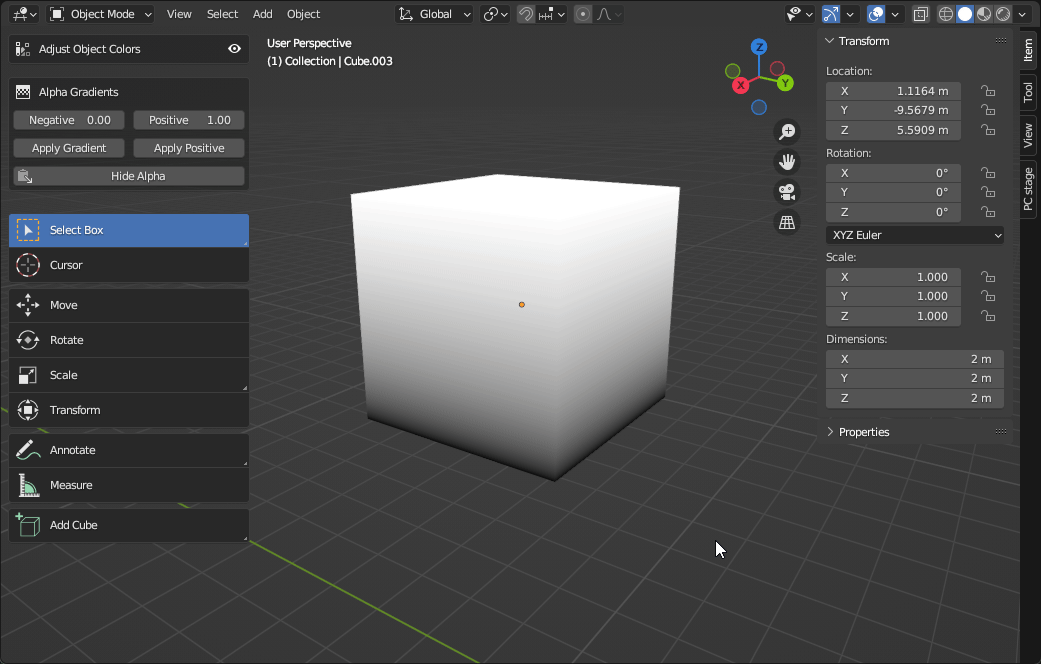 Object Mode View Select Add Object Global
Adjust Object Colors
Alpha Gradients
Negative 0.00 Positive 1.00
Apply Gradient Apply Positive
Hide Alpha
Select Box
Cursor
Move
Rotate
Scale
Transform
Annotate
Measure
Add Cube
User Perspective
(1) Collection | Cube.003
Z
X
Y
Transform
Location:
X 1.1164 m
Y -9.5679 m
Z 5.5909 m
Rotation:
X 0°
Y 0°
Z 0°
XYZ Euler
Scale:
X 1.000
Y 1.000
Z 1.000
Dimensions:
X 2 m
Y 2 m
Z 2 m
Properties
Item
Tool
View
PC stage